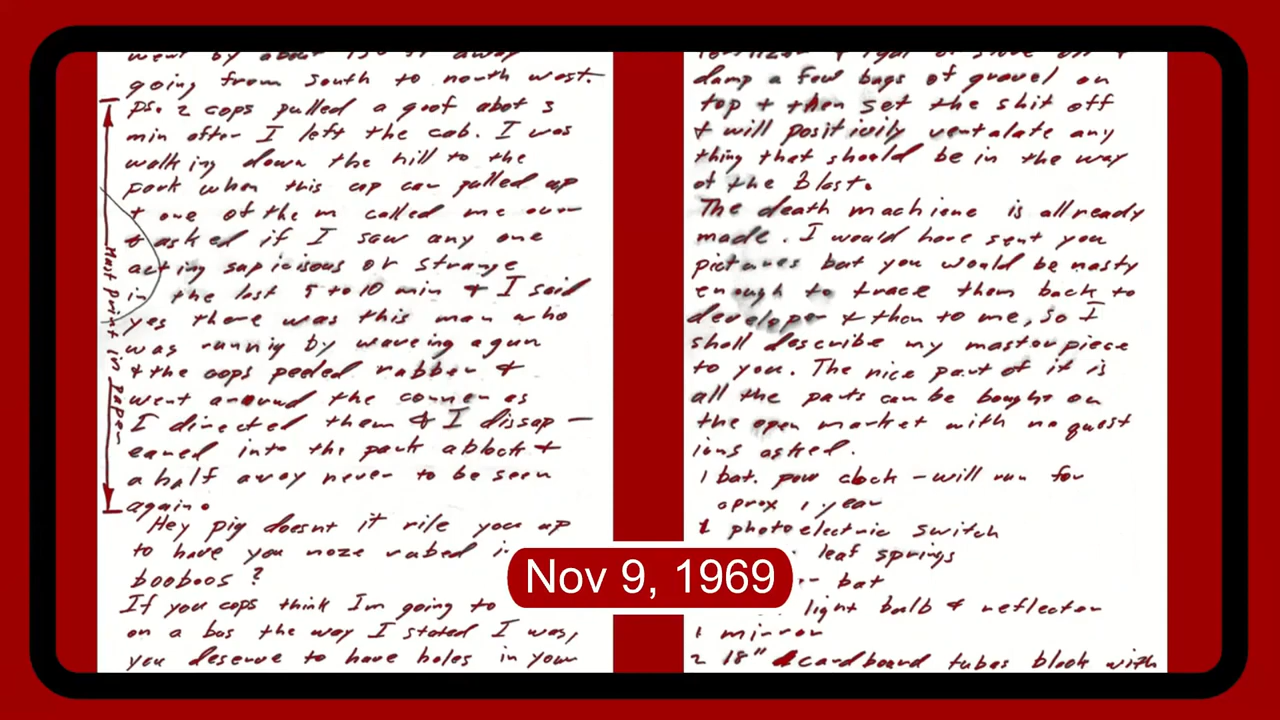 went by about 150 ft away
going from south to north west.
ps. 2 cops pulled a goof abot 3
min after I left the cab. I was
walking down the hill to the
park when this cop car pulled up
+ one of the m called me over
+ asked if I saw any one
acting sapicisous or strange
in the last 5 to 10 min + I said
yes there was this man who
was runnig by waveing a gun
& the cops peeled rubber +
went around the corner as
I directed them & I dissap –
eared into the park a block +
a half away never to be seen
again.
Must print in paper
Hey pig doesnt it rile you up
to have you noze rubed i
booboos ?
If you cops think Im going to
on a bus the way I stated I was,
you deserve to have holes in your
damp a few bags of gravel on
top + then set the shit off
+ will positivily ventalate any
thing that should be in the way
of the Blast.
The death machiene is allready
made. I would have sent you
pictures but you would be nasty
enough to trace them back to
developer + then to me, so I
shall describe my masterpiece
to you. The nice part of it is
all the parts can be bought on
the open market with no quest
ions asked.
1 bat. pow clock – will run for
aprox 1 year
1 photoelectric switch
leaf springs
bat
light bulb & reflector
1 mirror
2 18" cardboard tubes black with
Nov 9, 1969